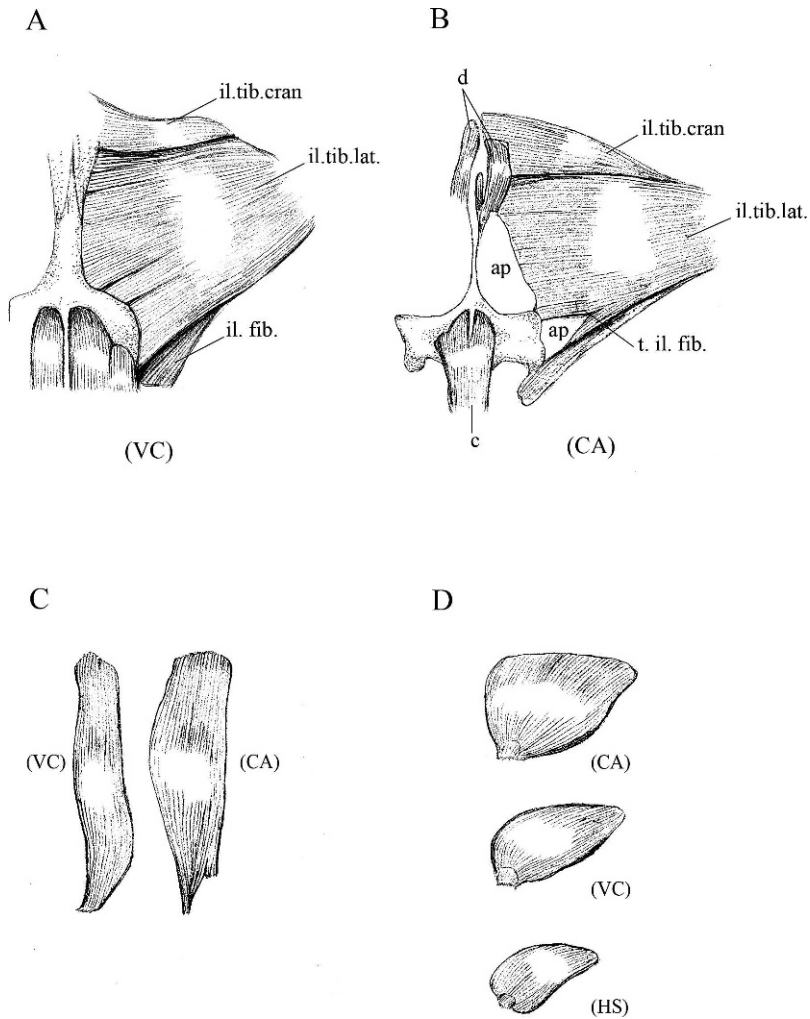 A
il.tib.cran
il.tib.lat.
il. fib.
(VC)
B
d
il.tib.cran
il.tib.lat.
ap
ap
t. il. fib.
c
(CA)
C
(VC)
(CA)
D
(CA)
(VC)
(HS)